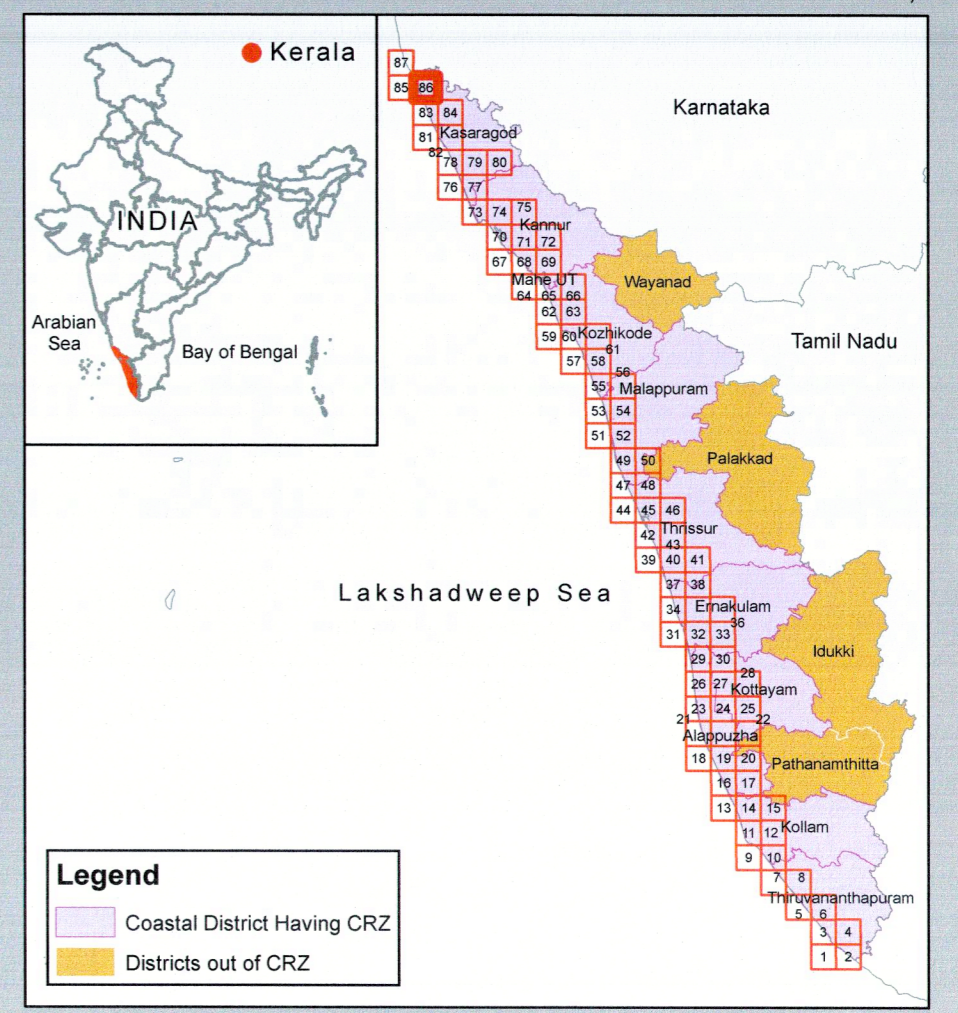 Kerala
INDIA
Arabian
Sea
Bay of Bengal
87
85 86
Karnataka
83 84
81 Kasaragod
82
78 79 80
76 77
73 74 75
Kannur
70 71 72
67 68 69
Mahe UT
Wayanad
64 65 66
62 63
59 60 Kozhikode
61
Tamil Nadu
57 58
56
55 Malappuram
53 54
51 52
49 50 Palakkad
47 48
44 45 46
42 Thrissur
43
39 40 41
37 38
Lakshadweep Sea
34 Ernakulam
36
31 32 33
29 30 Idukki
28
26 27 Kottayam
23 24 25
21 22
Alappuzha
18 19 20 Pathanamthitta
16 17
13 14 15
11 12 Kollam
9 10
7 8
Thiruvananthapuram
5 6
3 4
1 2
Legend
Coastal District Having CRZ
Districts out of CRZ